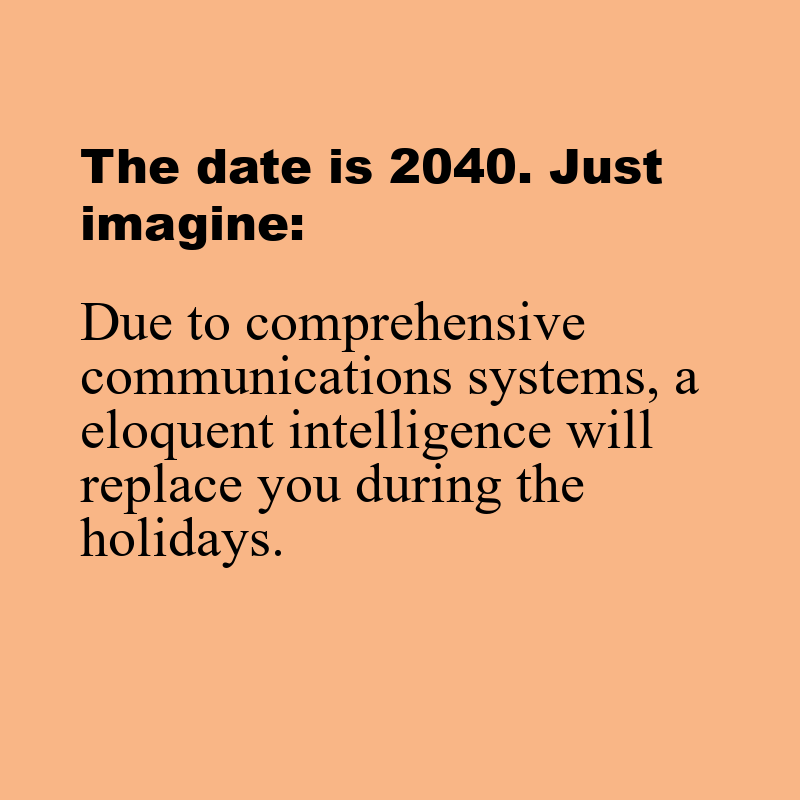 The date is 2040. Just
imagine:
Due to comprehensive
communications systems, a
eloquent intelligence will
replace you during the
holidays.